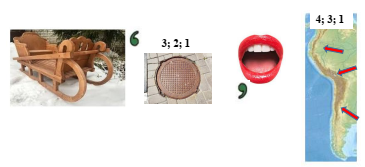 ‘
3; 2; 1
,
4; 3; 1